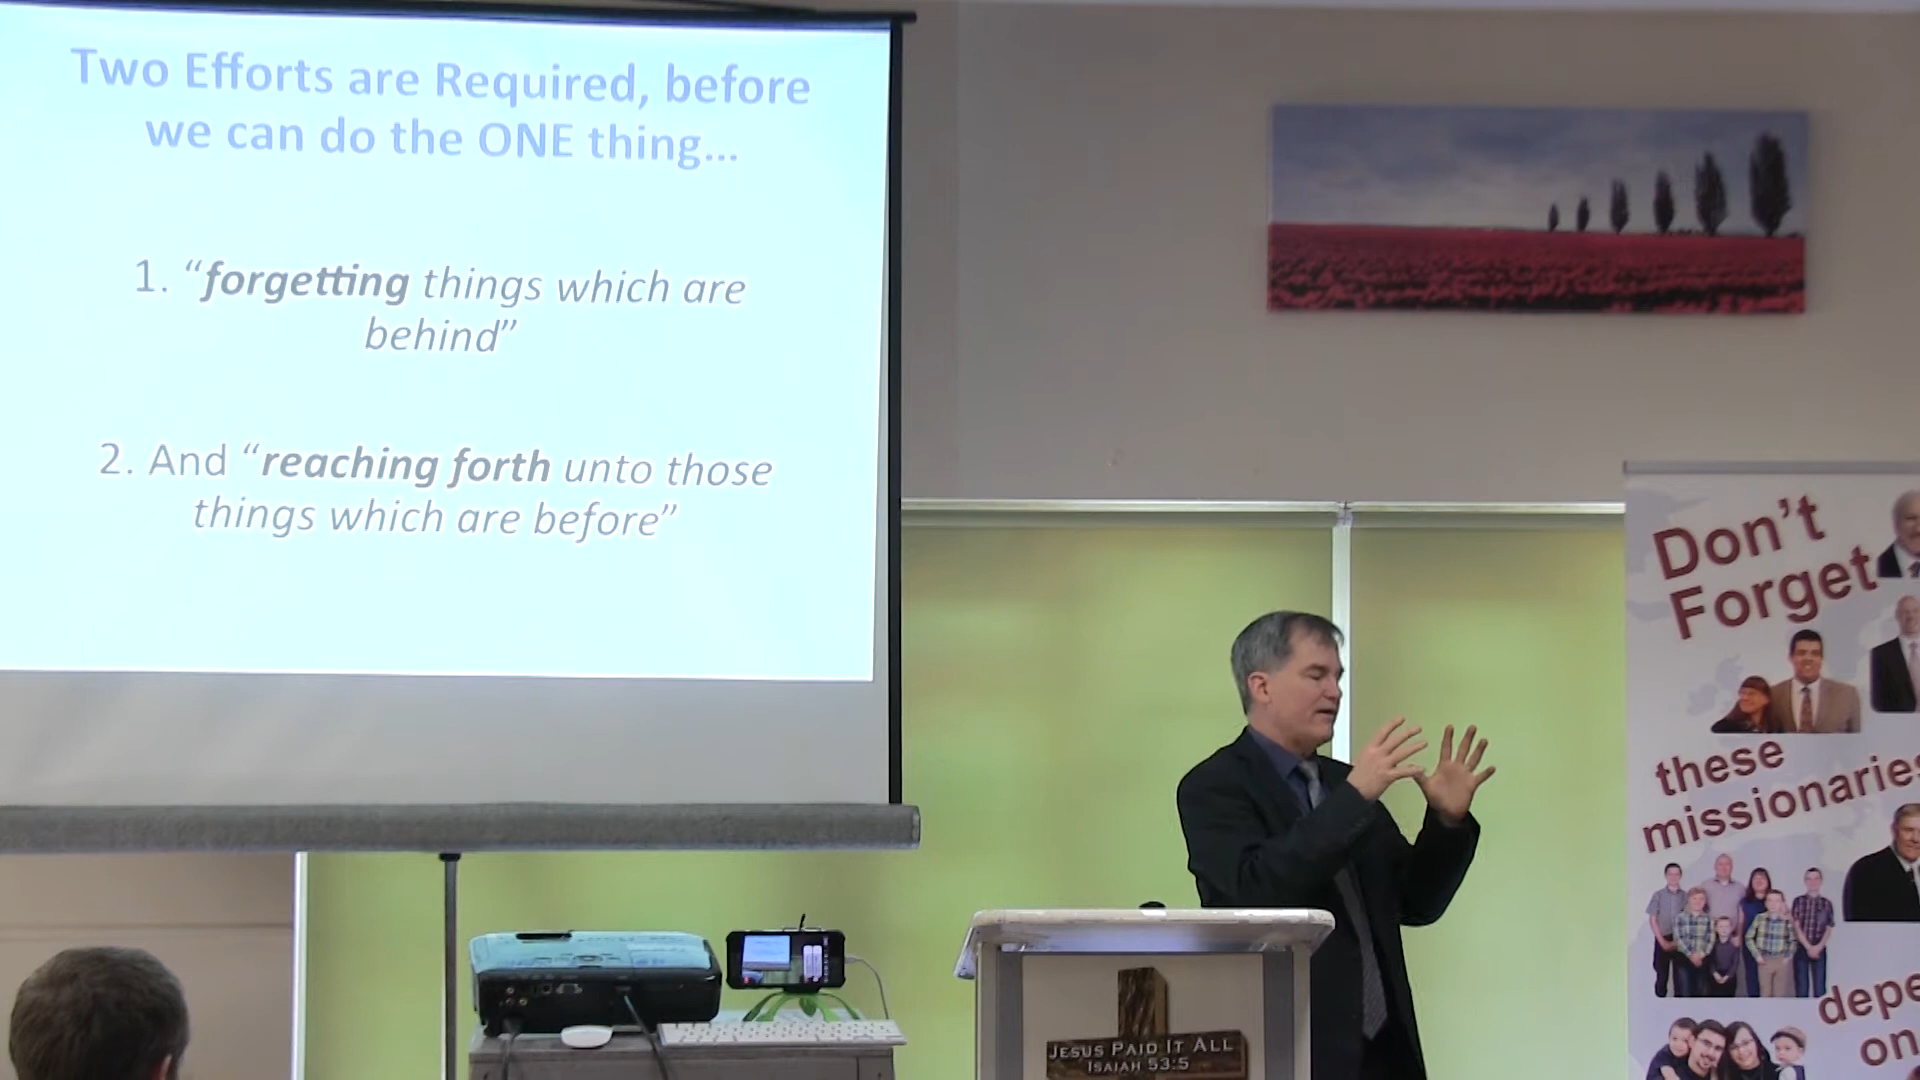 Two Efforts are Required, before
we can do the ONE thing...
1. “forgetting things which are
behind”
2. And “reaching forth unto those
things which are before”
Don't
Forget
these
missionaries
on
JESUS PAID IT ALL
ISAIAH 53:5